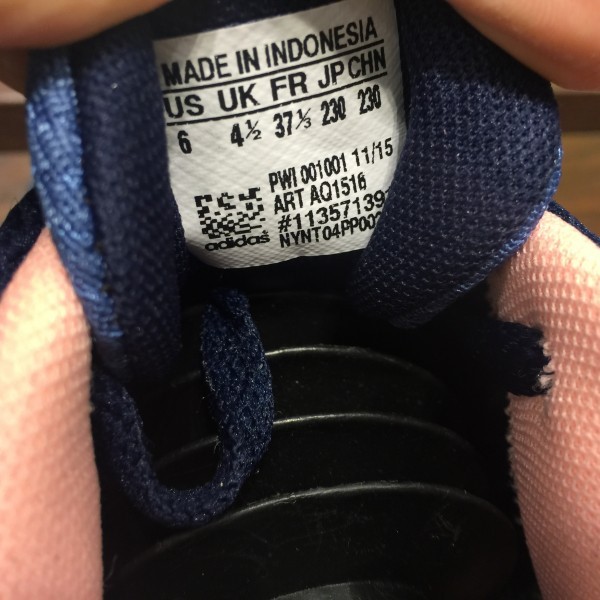 MADE IN INDONESIA
US UK FR JP CHN
6 4½ 37⅓ 230 230
PWI 001001 11/15
ART AQ1516
#11357139
adidas NYNT04PP00